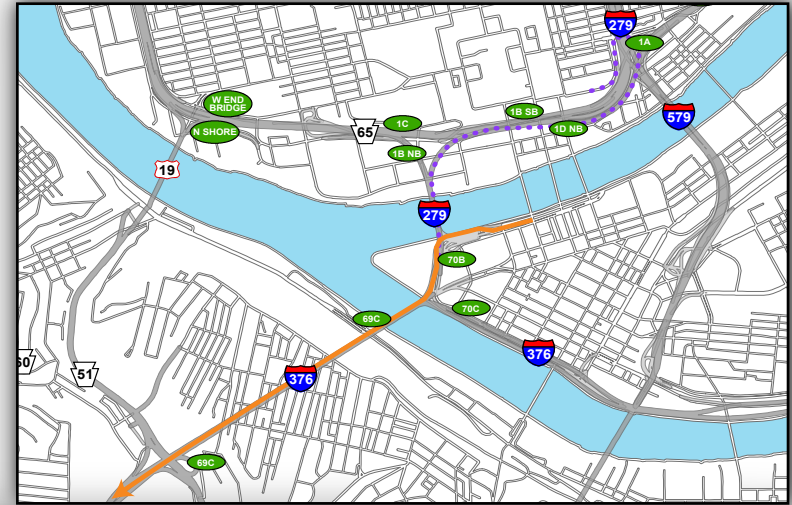 279
1A
W END
BRIDGE
1B SB
579
1C
N SHORE
65
1D NB
1B NB
19
279
70B
70C
69C
376
60
376
51
69C